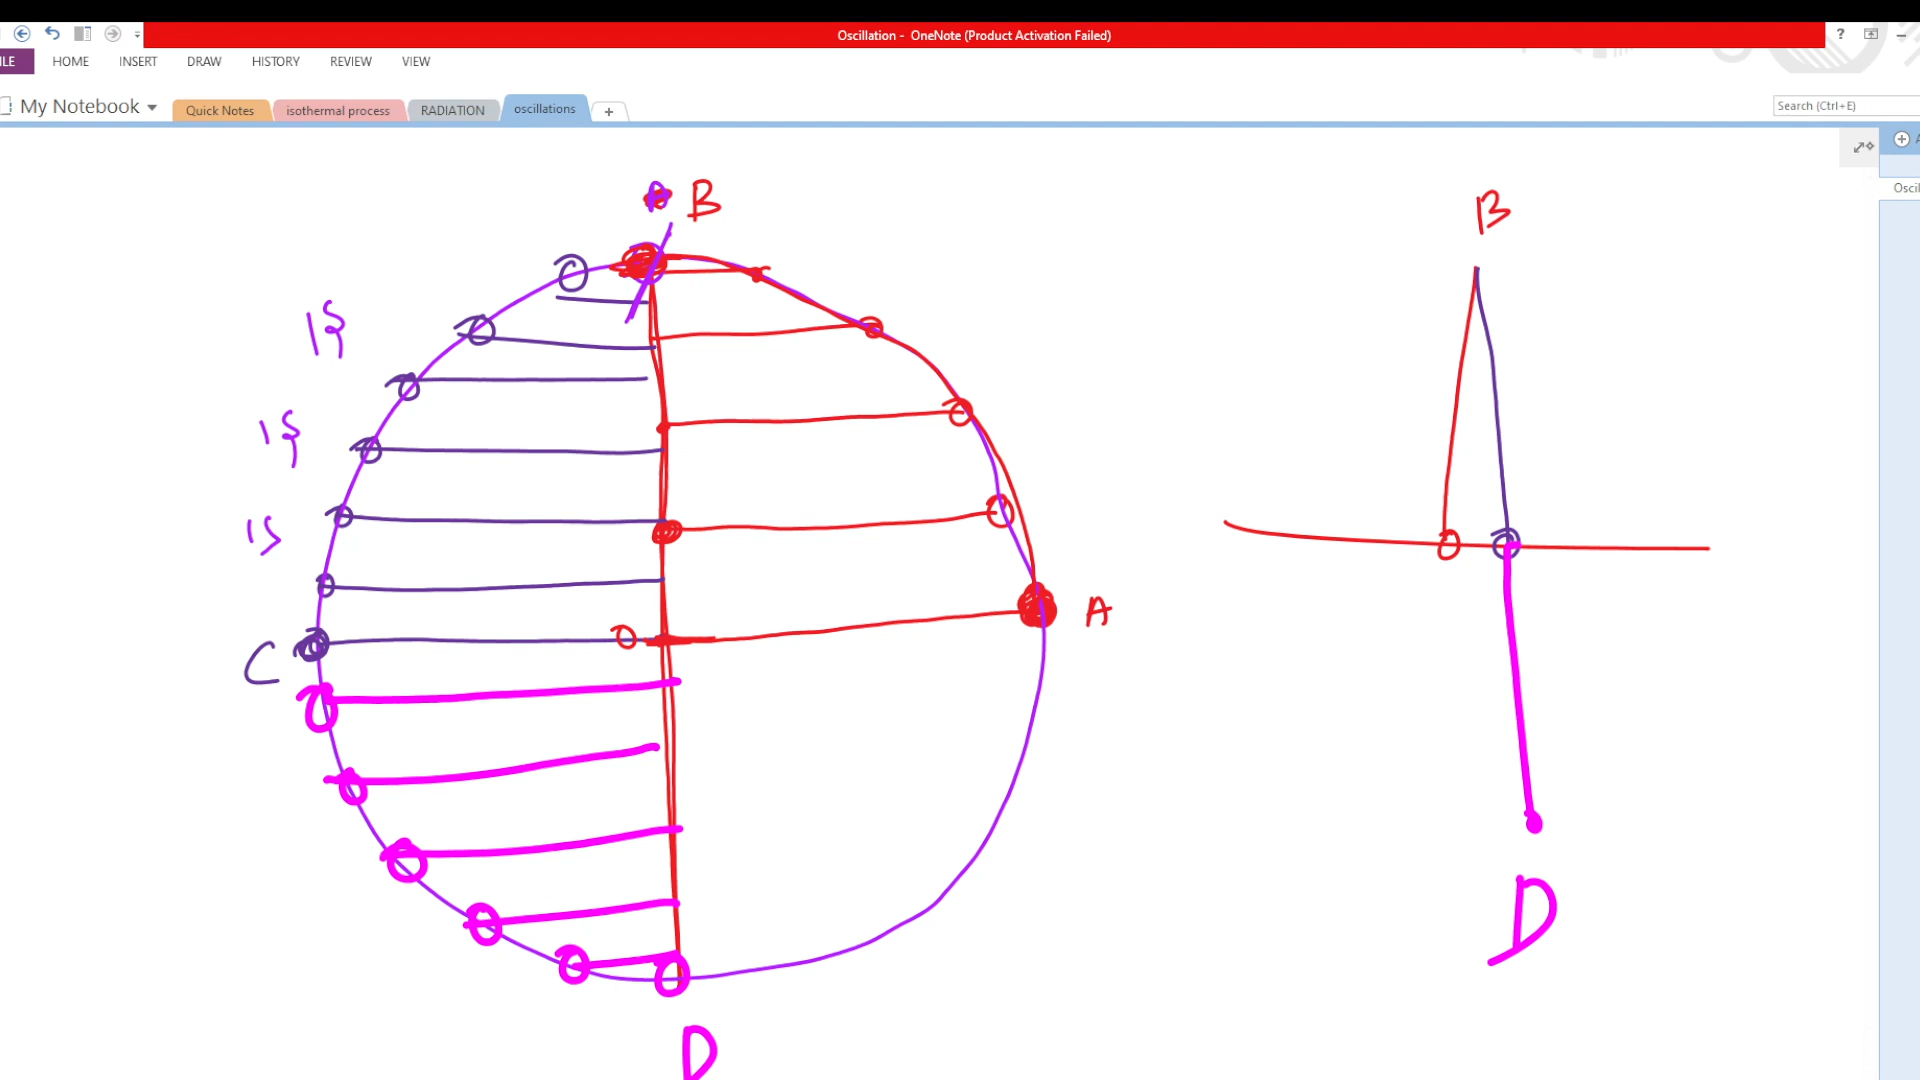 Oscillation - OneNote (Product Activation Failed)
?
HOME INSERT DRAW HISTORY REVIEW VIEW
My Notebook Quick Notes isothermal process RADIATION oscillations +
Search (Ctrl+E)
B
B
1s
1s
1s
A
C
O
D
D